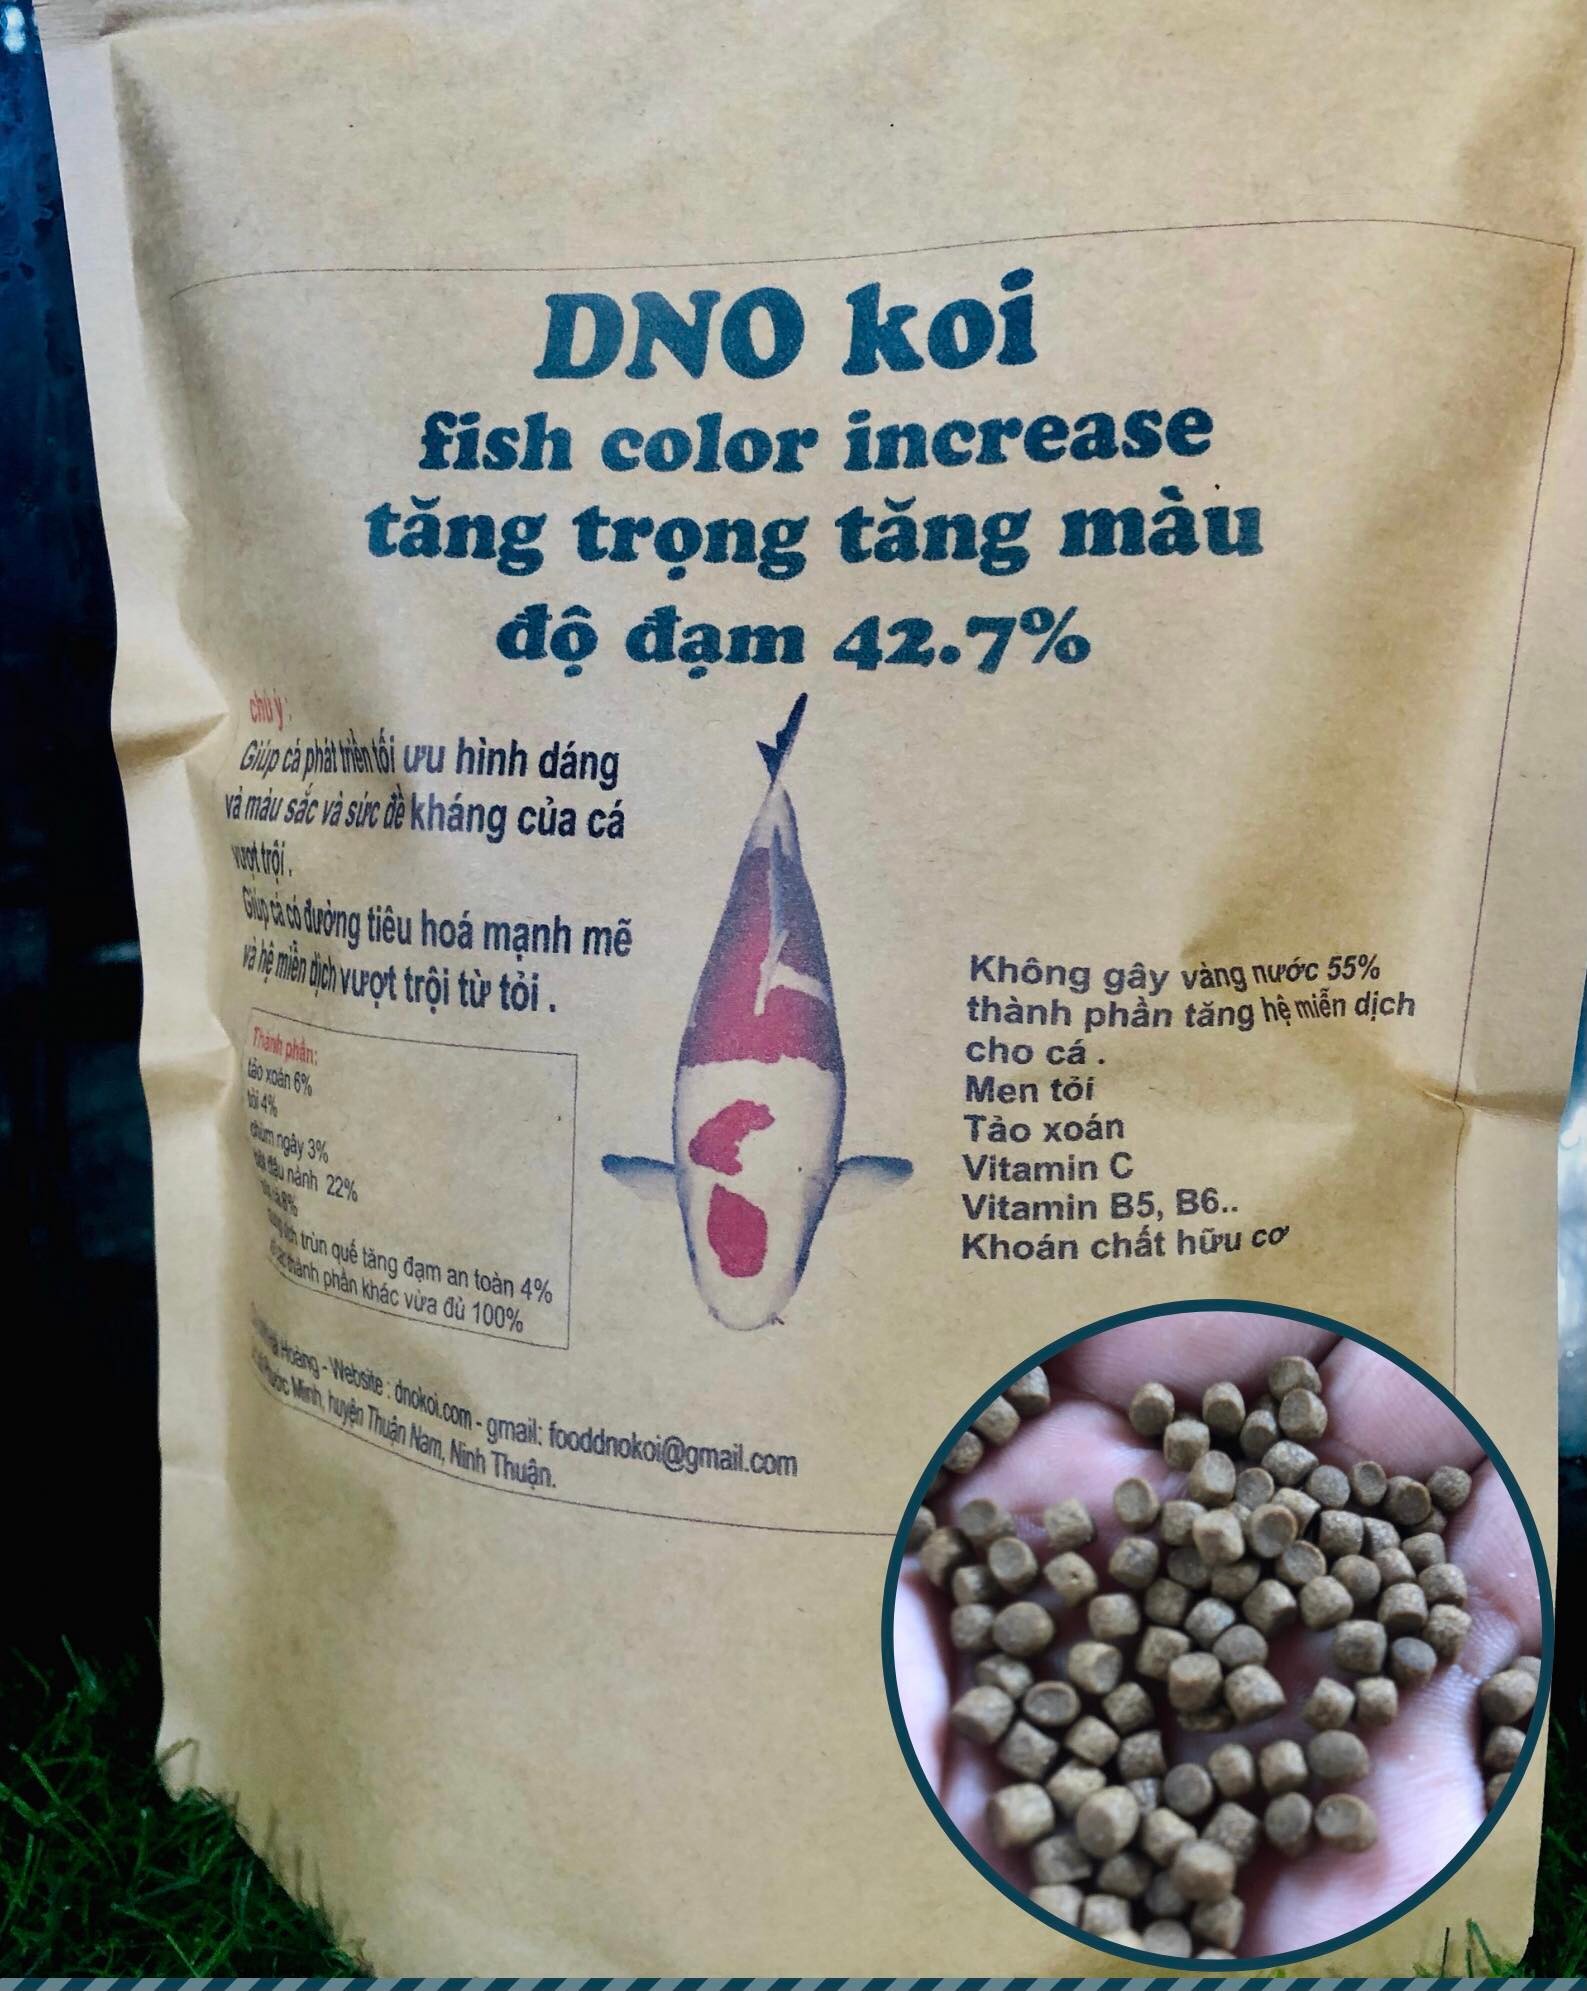 DNO koi
fish color increase
tăng trọng tăng màu
độ đạm 42.7%
chú ý:
Giúp cá phát triển tối ưu hình dáng
và màu sắc và sức đề kháng của cá
vượt trội .
Giúp cá có đường tiêu hoá mạnh mẽ
và hệ miễn dịch vượt trội từ tỏi .
Thành phần:
tảo xoắn 6%
tỏi 4%
chùm ngây 3%
đậu nành 22%
trùn quế tăng đạm an toàn 4%
thành phần khác vừa đủ 100%
Hoàng - Website : dnokoi.com - gmail: fooddnokoi@gmail.com
Phước Minh, huyện Thuận Nam, Ninh Thuận.
Không gây vàng nước 55%
thành phần tăng hệ miễn dịch
cho cá .
Men tỏi
Tảo xoắn
Vitamin C
Vitamin B5, B6..
Khoán chất hữu cơ